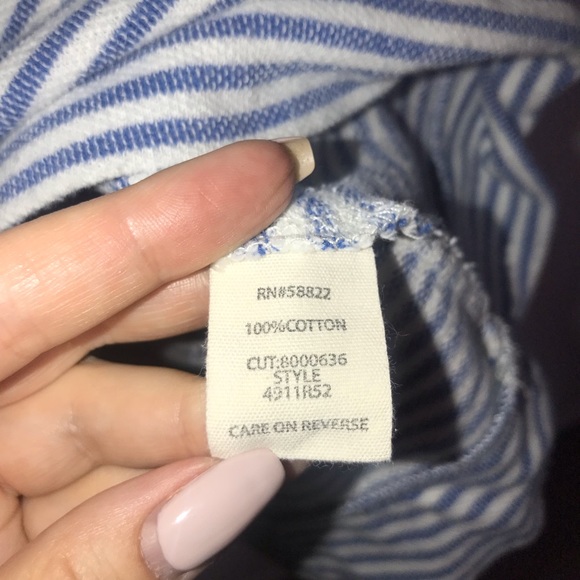 RN#58822
100%COTTON
CUT:8000636
STYLE
4911R52
CARE ON REVERSE